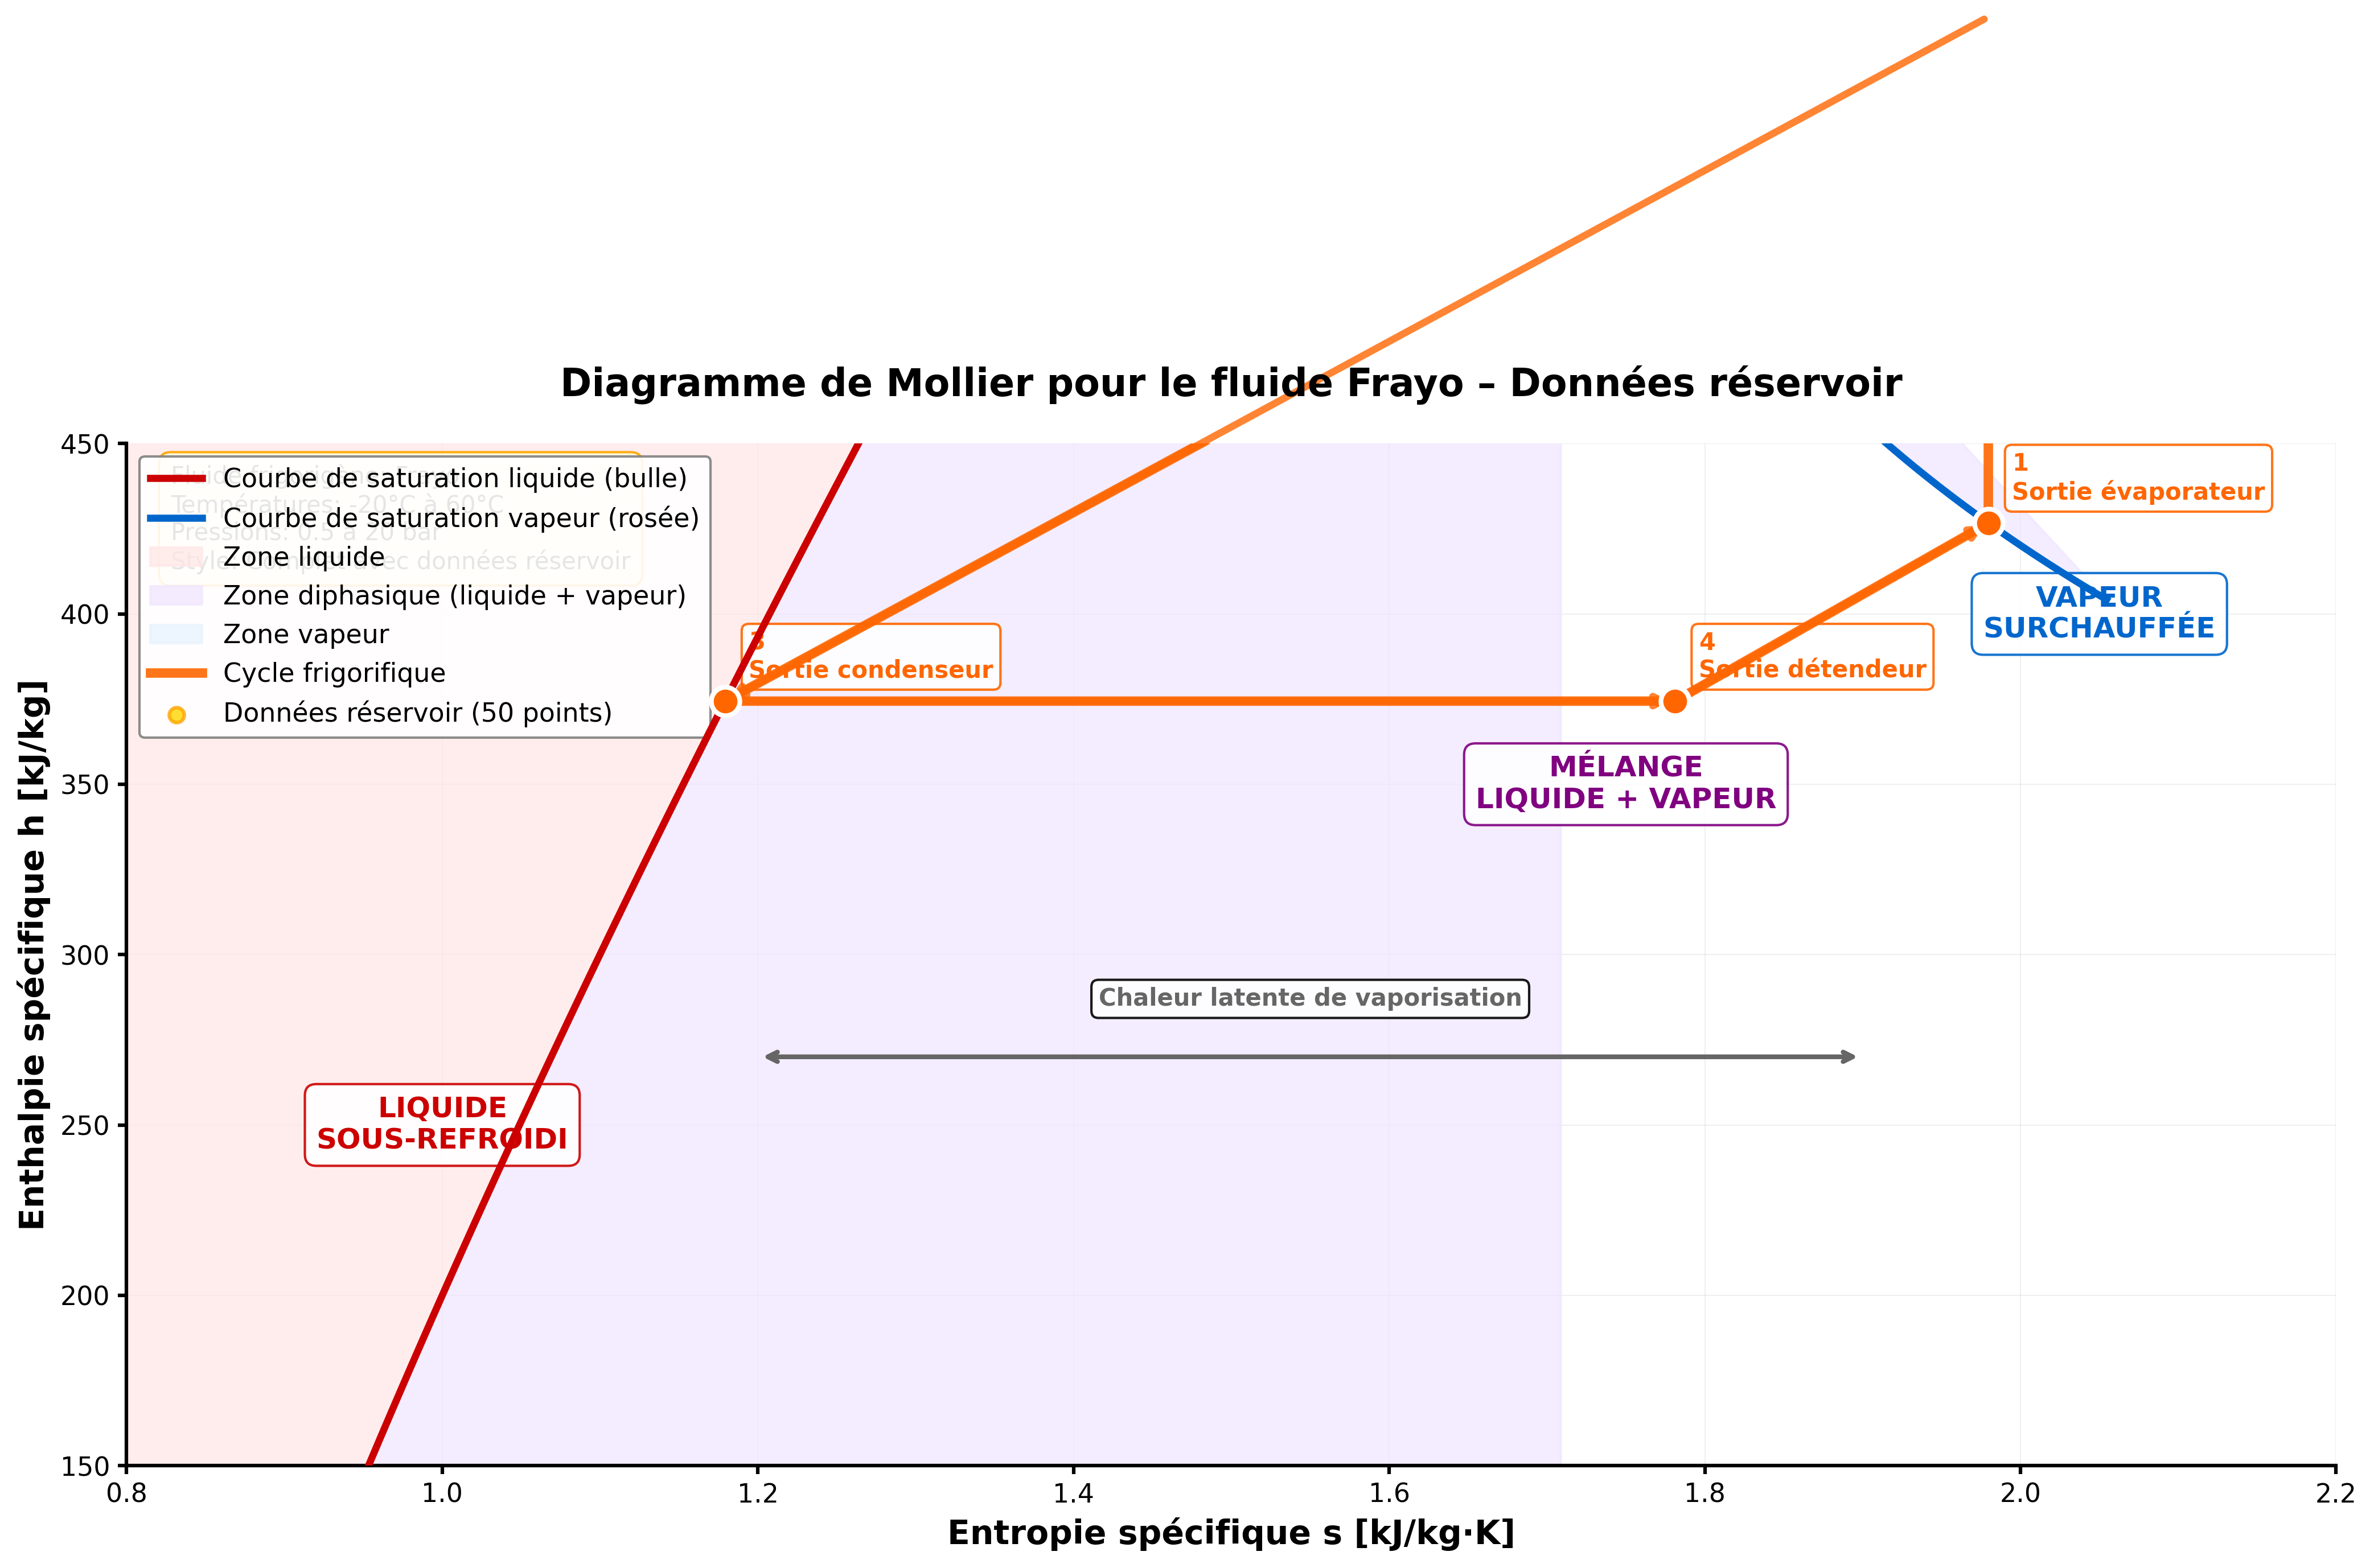 Diagramme de Mollier pour le fluide Frayo – Données réservoir
Enthalpie spécifique h [kJ/kg]
450
400
350
300
250
200
150
Courbe de saturation liquide (bulle)
Courbe de saturation vapeur (rosée)
Zone liquide
Zone diphasique (liquide + vapeur)
Zone vapeur
Cycle frigorifique
Données réservoir (50 points)
Températures: -20°C à 60°C
Pressions: 0.5 à 20 bar
Style: Complet avec données réservoir
1
Sortie évaporateur
VAPEUR
SURCHAUFFÉE
3
Sortie condenseur
4
Sortie détendeur
MÉLANGE
LIQUIDE + VAPEUR
Chaleur latente de vaporisation
LIQUIDE
SOUS-REFROIDI
0.8
1.0
1.2
1.4
1.6
1.8
2.0
2.2
Entropie spécifique s [kJ/kg·K]